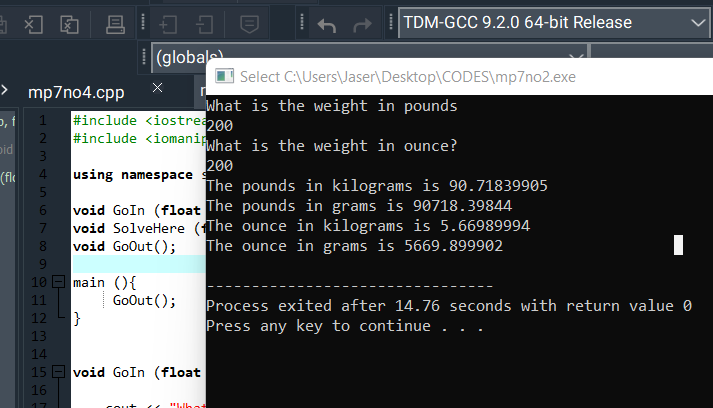 TDM-GCC 9.2.0 64-bit Release
(globals)
mp7no4.cpp
Select C:\Users\Jaser\Desktop\CODES\mp7no2.exe
What is the weight in pounds
200
What is the weight in ounce?
200
The pounds in kilograms is 90.71839905
The pounds in grams is 90718.39844
The ounce in kilograms is 5.66989994
The ounce in grams is 5669.899902
--------------------------------
Process exited after 14.76 seconds with return value 0
Press any key to continue . . .
1 #include <iostrea
2 #include <iomanip
3
4 using namespace s
5
6 void GoIn (float
7 void SolveHere (f
8 void GoOut();
9
10 main (){
11 GoOut();
12 }
13
14
15 void GoIn (float
16
cout << "What